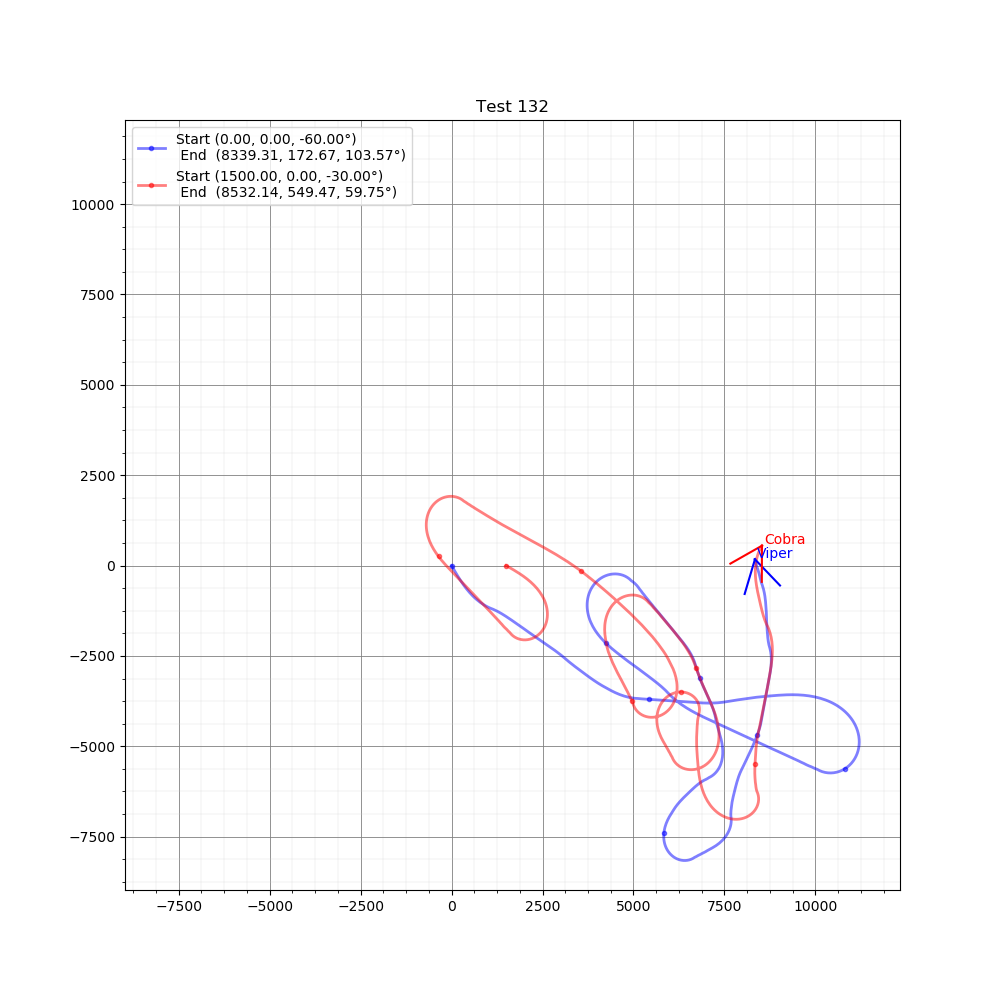 Test 132
Start (0.00, 0.00, -60.00°)
End (8339.31, 172.67, 103.57°)
Start (1500.00, 0.00, -30.00°)
End (8532.14, 549.47, 59.75°)
10000
7500
5000
2500
0
−2500
−5000
−7500
Cobra
Viper
−7500
−5000
−2500
0
2500
5000
7500
10000